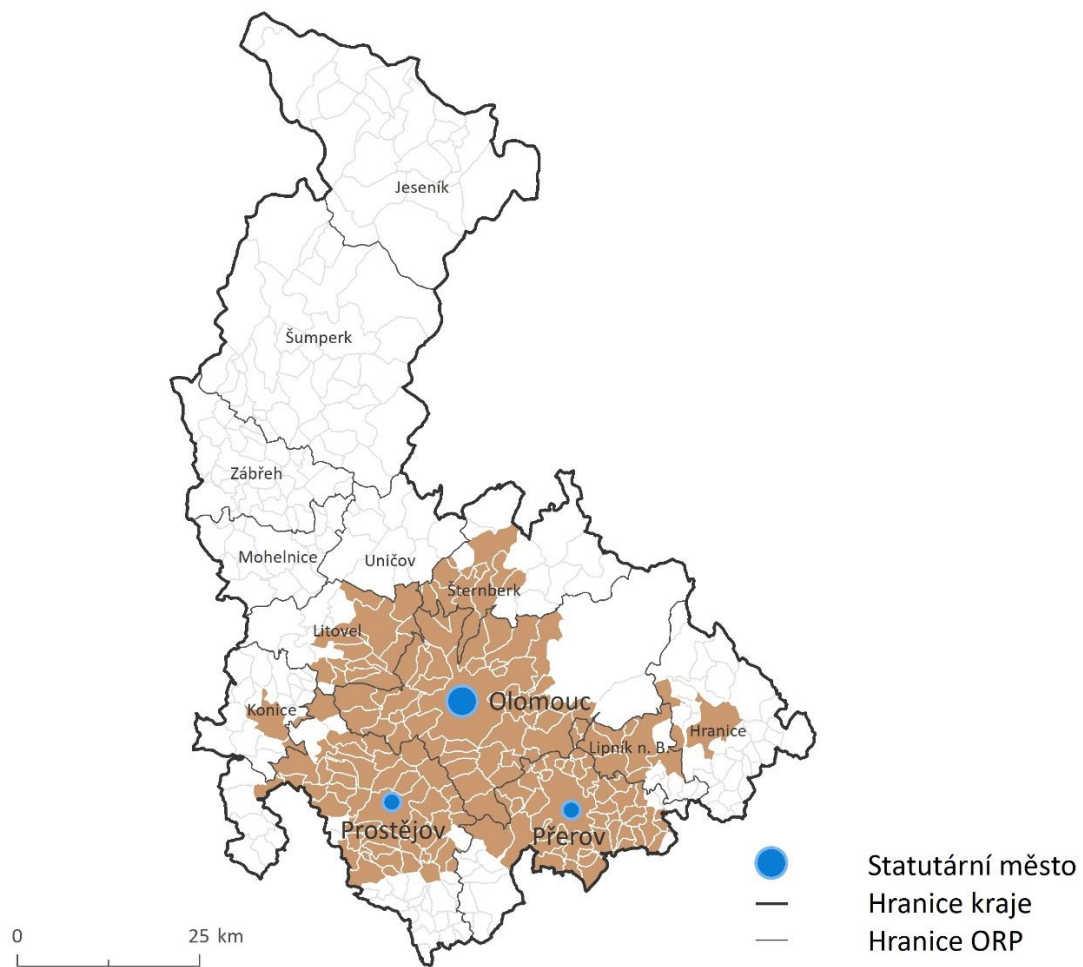 Jeseník
Šumperk
Zábřeh
Mohelnice
Uničov
Šternberk
Litovel
Olomouc
Konice
Hranice
Lipník n. B.
Prostějov
Přerov
Statutární město
Hranice kraje
Hranice ORP
0 25 km